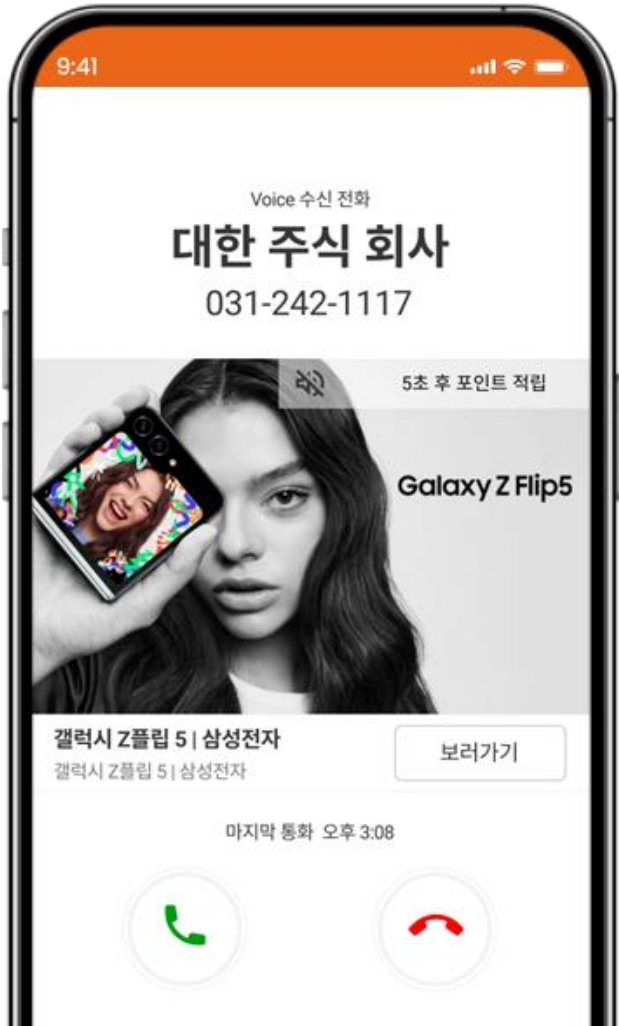 9:41
Voice 수신 전화
대한 주식 회사
031-242-1117
5초 후 포인트 적립
Galaxy Z Flip5
갤럭시 Z플립 5 | 삼성전자
갤럭시 Z플립 5 | 삼성전자
보러가기
마지막 통화 오후 3:08